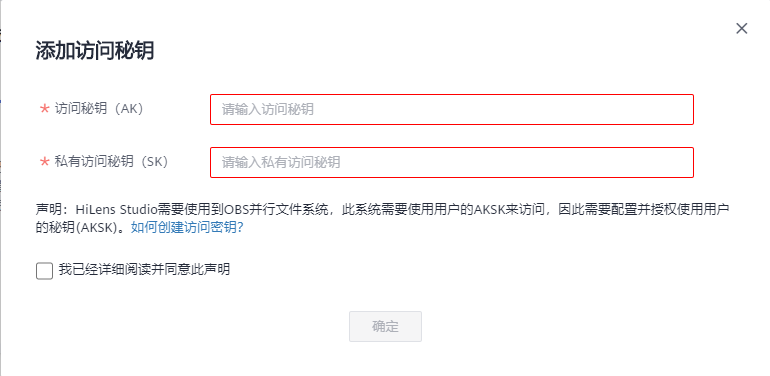 添加访问秘钥
* 访问秘钥（AK）
请输入访问秘钥
* 私有访问秘钥（SK）
请输入私有访问秘钥
声明：HiLens Studio需要使用到OBS并行文件系统，此系统需要使用用户的AKSK来访问，因此需要配置并授权使用用户
的秘钥(AKSK)。如何创建访问密钥?
我已经详细阅读并同意此声明
确定